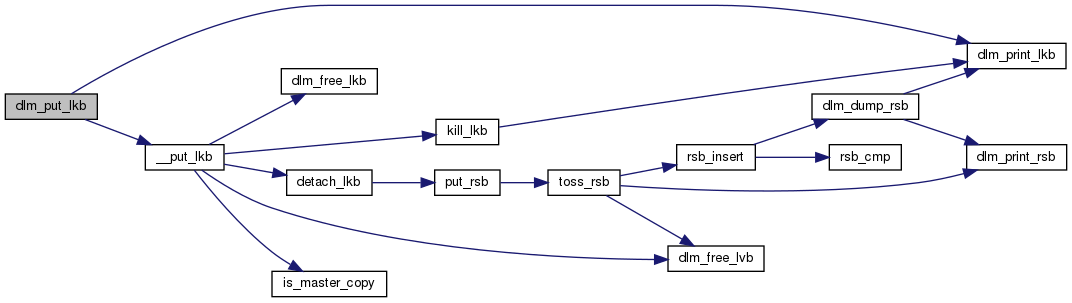 dlm_put_lkb
__put_lkb
dlm_free_lkb
kill_lkb
detach_lkb
is_master_copy
put_rsb
toss_rsb
rsb_insert
dlm_free_lvb
dlm_dump_rsb
rsb_cmp
dlm_print_lkb
dlm_print_rsb